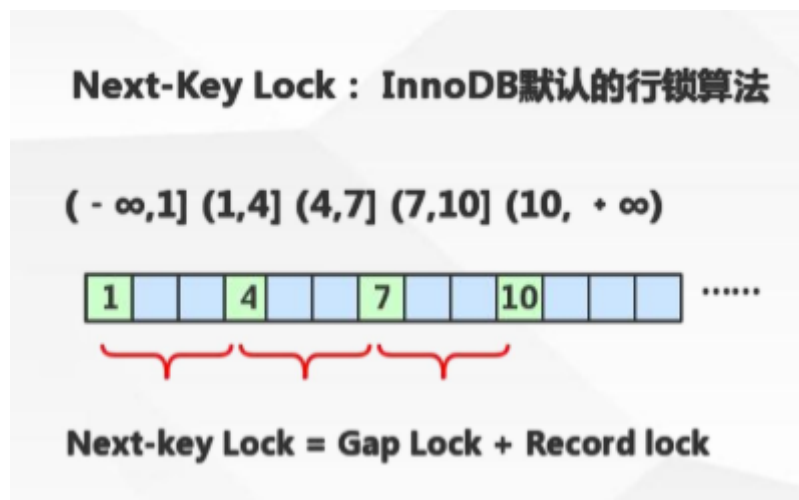 Next-Key Lock： InnoDB默认的行锁算法
( - ∞,1] (1,4] (4,7] (7,10] (10, + ∞)
1 4 7 10 ······
Next-key Lock = Gap Lock + Record lock